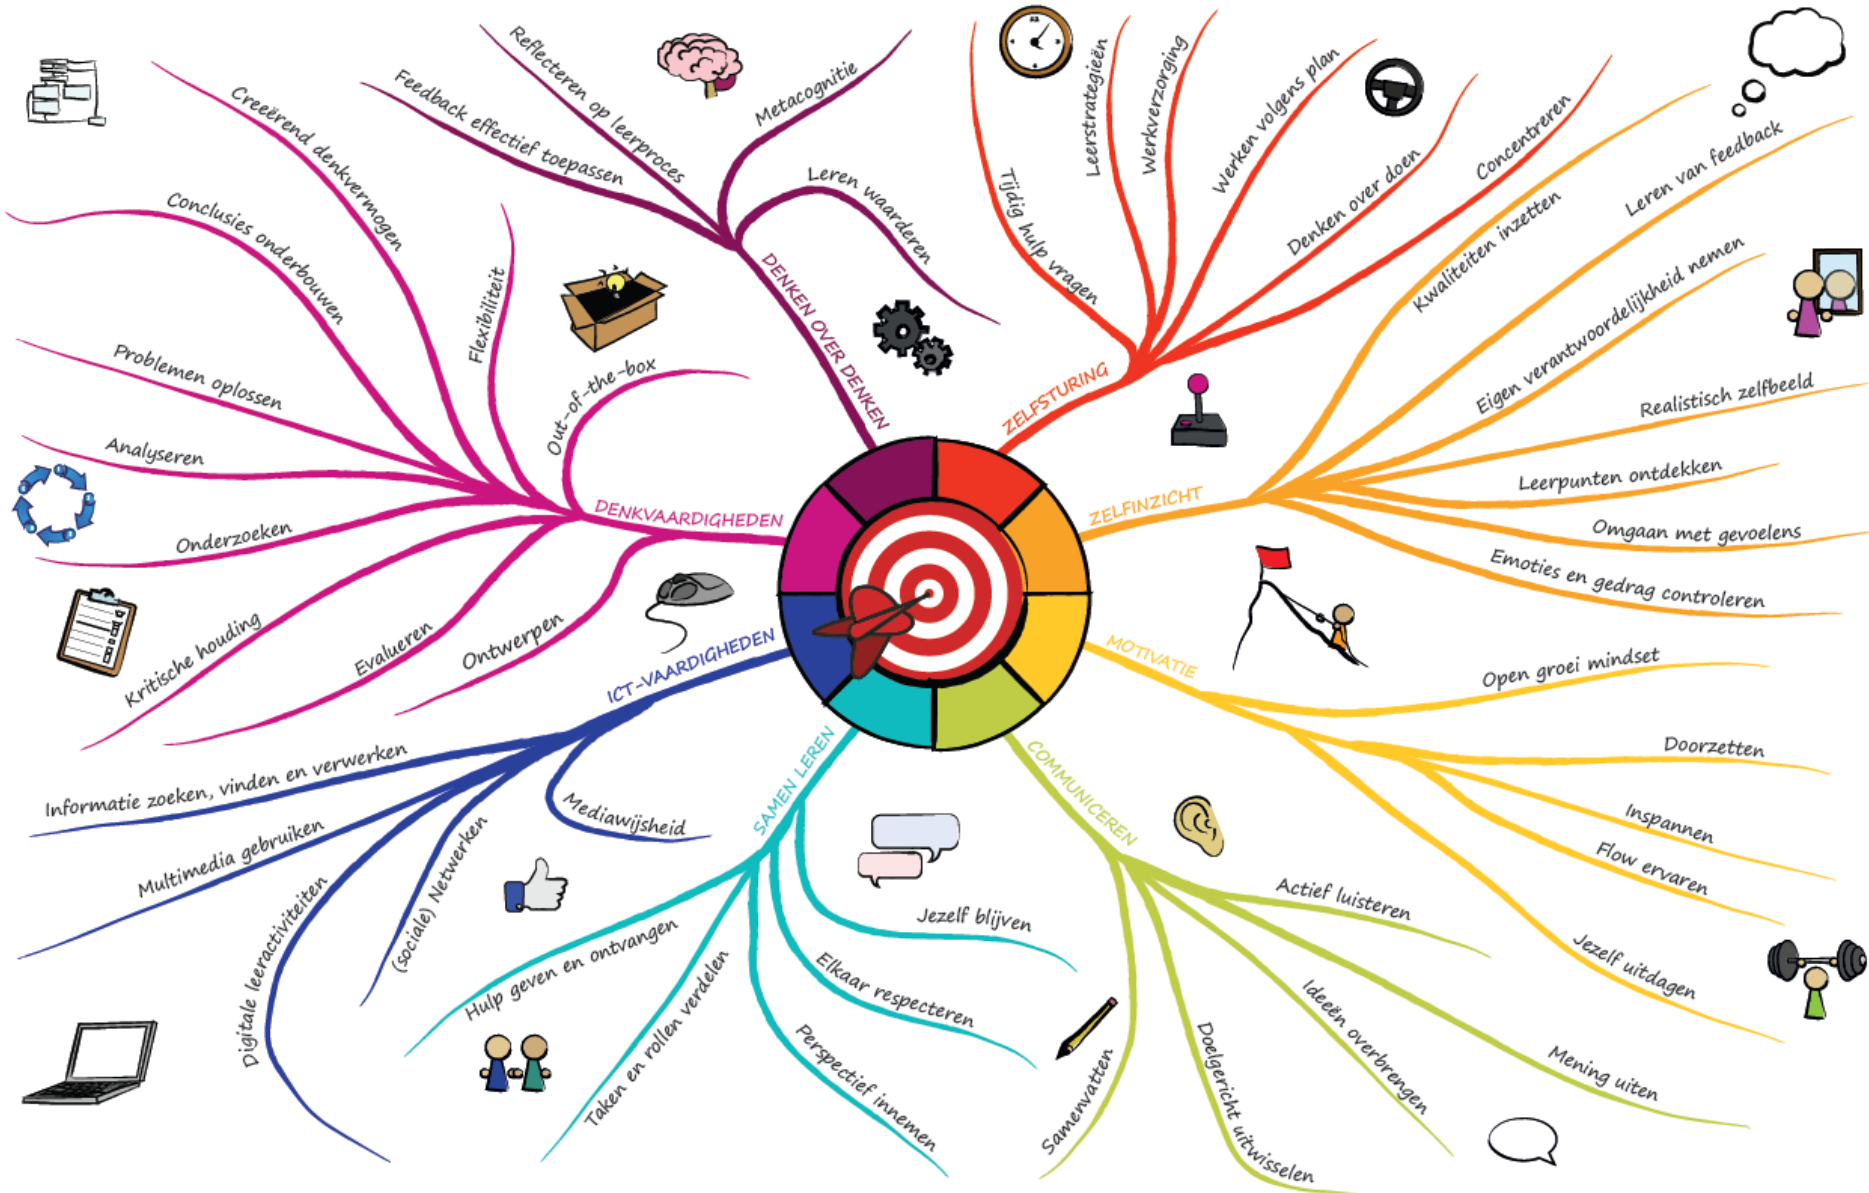 DENKEN OVER DENKEN
Feedback effectief toepassen
Reflecteren op leerproces
Metacognitie
Leren waarderen
ZELFSTURING
Tijdig hulp vragen
Leerstrategieën
Werkverzorging
Werken volgens plan
Denken over doen
Concentreren
ZELFINZICHT
Kwaliteiten inzetten
Leren van feedback
Eigen verantwoordelijkheid nemen
Realistisch zelfbeeld
Leerpunten ontdekken
Omgaan met gevoelens
Emoties en gedrag controleren
MOTIVATIE
Open groei mindset
Doorzetten
Inspannen
Flow ervaren
Jezelf uitdagen
COMMUNICEREN
Actief luisteren
Mening uiten
Ideeën overbrengen
Doelgericht uitwisselen
Samenvatten
SAMEN LEREN
Jezelf blijven
Elkaar respecteren
Perspectief innemen
Taken en rollen verdelen
Hulp geven en ontvangen
ICT-VAARDIGHEDEN
Mediawijsheid
(sociale) Netwerken
Digitale leeractiviteiten
Multimedia gebruiken
Informatie zoeken, vinden en verwerken
DENKVAARDIGHEDEN
Ontwerpen
Evalueren
Kritische houding
Onderzoeken
Analyseren
Problemen oplossen
Conclusies onderbouwen
Creeërend denkvermogen
Flexibiliteit
Out-of-the-box